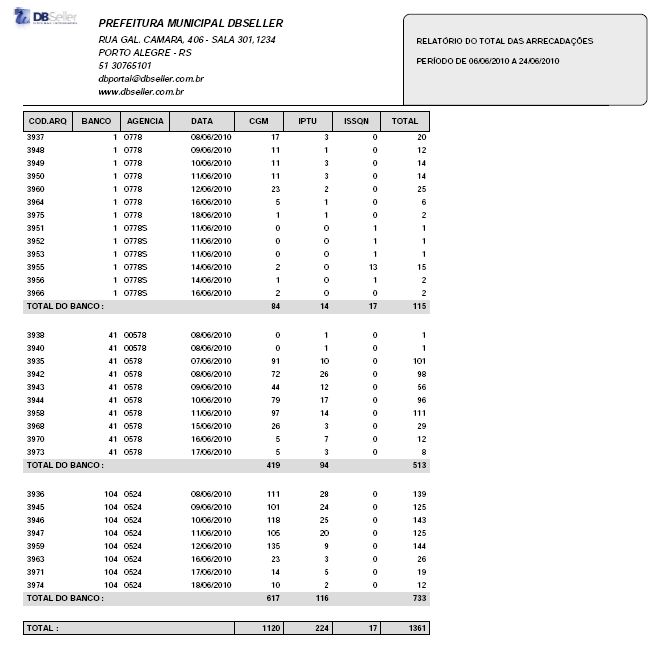 DBSeller
PREFEITURA MUNICIPAL DBSELLER
RUA GAL. CAMARA, 406 - SALA 301,1234
PORTO ALEGRE - RS
51 30765101
dbportal@dbseller.com.br
www.dbseller.com.br
RELATÓRIO DO TOTAL DAS ARRECADAÇÕES
PERÍODO DE 06/06/2010 A 24/06/2010
COD.ARQ BANCO AGENCIA DATA CGM IPTU ISSQN TOTAL
3937 1 0778 08/06/2010 17 3 0 20
3948 1 0778 09/06/2010 11 1 0 12
3949 1 0778 10/06/2010 11 3 0 14
3950 1 0778 11/06/2010 11 3 0 14
3960 1 0778 12/06/2010 23 2 0 25
3964 1 0778 16/06/2010 5 1 0 6
3975 1 0778 18/06/2010 1 1 0 2
3951 1 0778S 11/06/2010 0 0 1 1
3952 1 0778S 11/06/2010 0 0 1 1
3953 1 0778S 11/06/2010 0 0 1 1
3955 1 0778S 14/06/2010 2 0 13 15
3956 1 0778S 14/06/2010 1 0 1 2
3966 1 0778S 16/06/2010 2 0 0 2
TOTAL DO BANCO : 84 14 17 115
3938 41 00578 08/06/2010 0 1 0 1
3940 41 00578 08/06/2010 0 1 0 1
3935 41 0578 07/06/2010 91 10 0 101
3942 41 0578 08/06/2010 72 26 0 98
3943 41 0578 09/06/2010 44 12 0 56
3944 41 0578 10/06/2010 79 17 0 96
3958 41 0578 11/06/2010 97 14 0 111
3968 41 0578 15/06/2010 26 3 0 29
3970 41 0578 16/06/2010 5 7 0 12
3973 41 0578 17/06/2010 5 3 0 8
TOTAL DO BANCO : 419 94 513
3936 104 0524 08/06/2010 111 28 0 139
3945 104 0524 09/06/2010 101 24 0 125
3946 104 0524 10/06/2010 118 25 0 143
3947 104 0524 11/06/2010 105 20 0 125
3959 104 0524 12/06/2010 135 9 0 144
3963 104 0524 16/06/2010 23 3 0 26
3971 104 0524 17/06/2010 14 5 0 19
3974 104 0524 18/06/2010 10 2 0 12
TOTAL DO BANCO : 617 116 733
TOTAL : 1120 224 17 1361